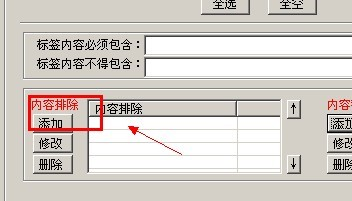 全选 全空
标签内容必须包含：
标签内容不得包含：
内容排除 内容排除 内
添加 添加
修改 修改
删除 删除